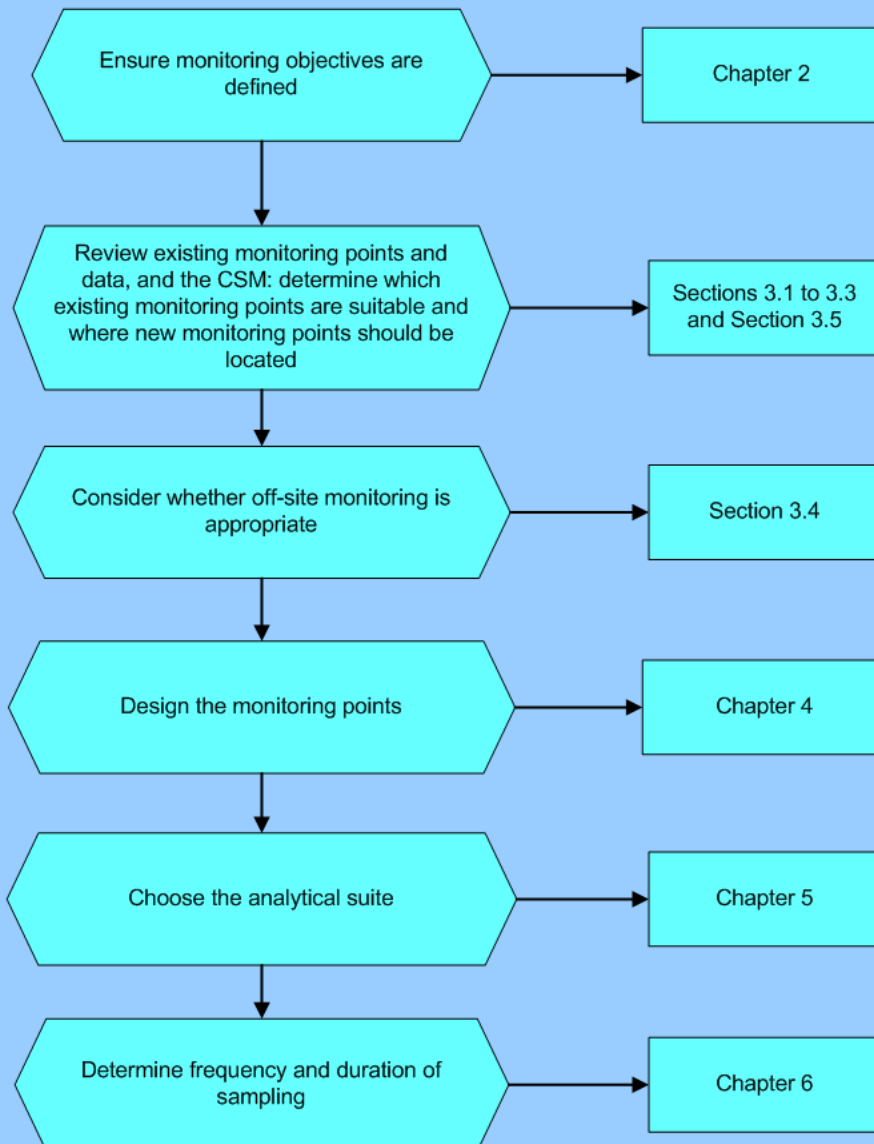 Ensure monitoring objectives are
defined
Chapter 2
Review existing monitoring points and
data, and the CSM: determine which
existing monitoring points are suitable and
where new monitoring points should be
located
Sections 3.1 to 3.3
and Section 3.5
Consider whether off-site monitoring is
appropriate
Section 3.4
Design the monitoring points
Chapter 4
Choose the analytical suite
Chapter 5
Determine frequency and duration of
sampling
Chapter 6